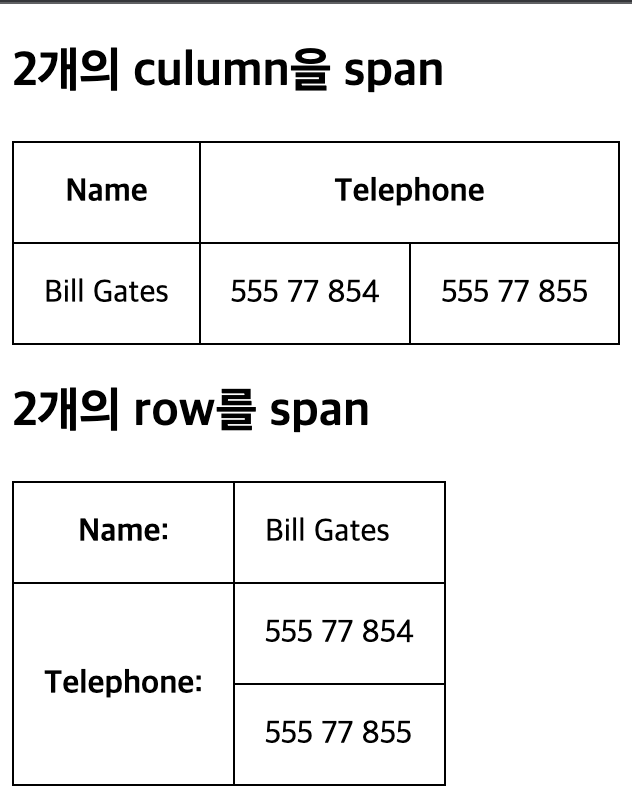 2개의 culumn을 span
Name Telephone
Bill Gates 555 77 854 555 77 855
2개의 row를 span
Name: Bill Gates
555 77 854
Telephone:
555 77 855